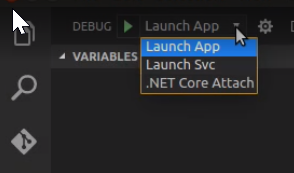 DEBUG Launch App
VARIABLES
Launch App
Launch Svc
.NET Core Attach